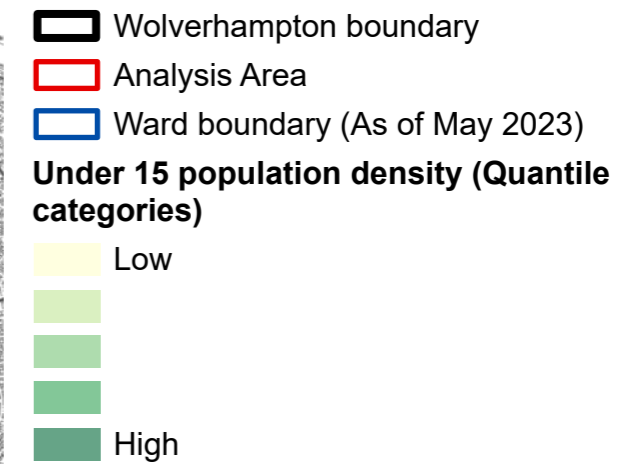 Wolverhampton boundary
Analysis Area
Ward boundary (As of May 2023)
Under 15 population density (Quantile
categories)
Low
High